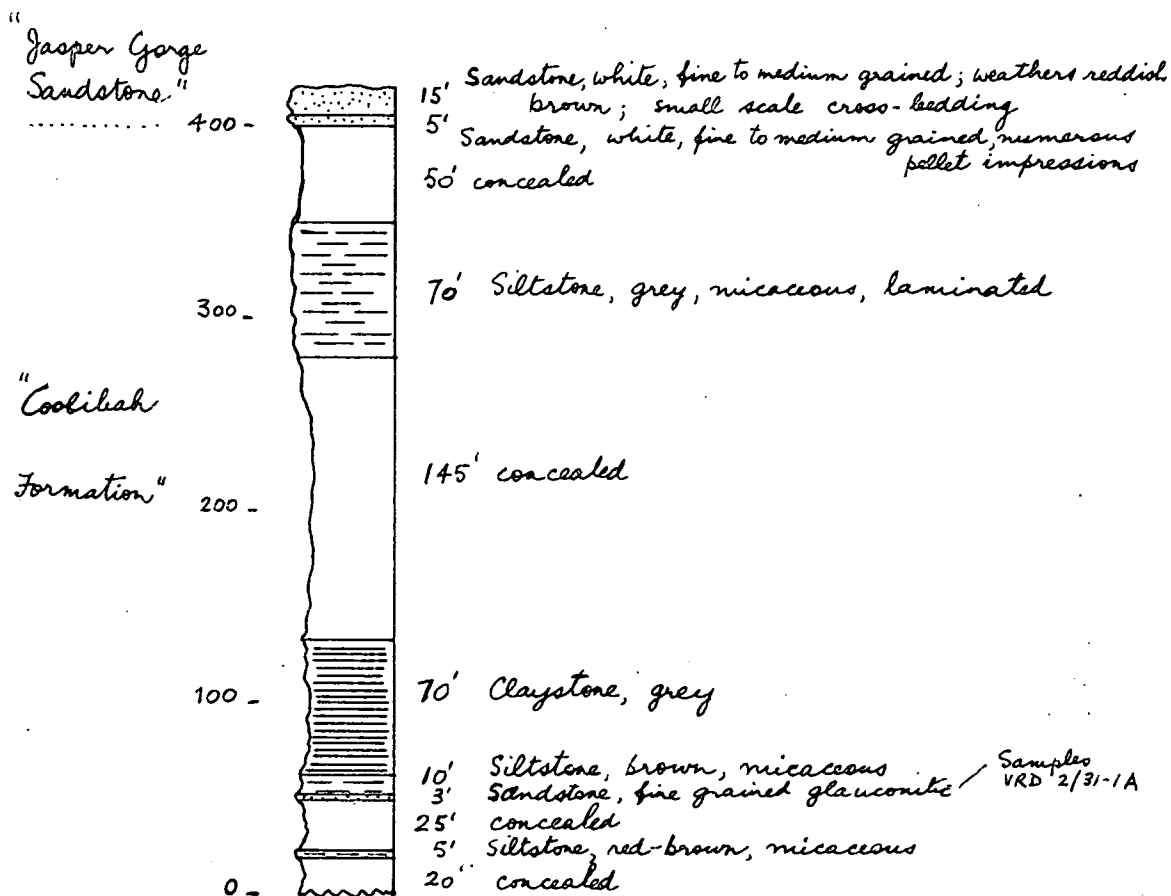 "Jasper Gorge
Sandstone"
400 -
15' Sandstone, white, fine to medium grained; weathers reddish
brown; small scale cross-bedding
5' Sandstone, white, fine to medium grained, numerous
pellet impressions
50' concealed
70' Siltstone, grey, micaceous, laminated
300 -
"Coobibah
Formation"
145' concealed
200 -
100 -
70' Claystone, grey
10' Siltstone, brown, micaceous
3' Sandstone, fine grained glauconitic
Samples
VRD 2/31-1A
25' concealed
5' Siltstone, red-brown, micaceous
20' concealed
0 -